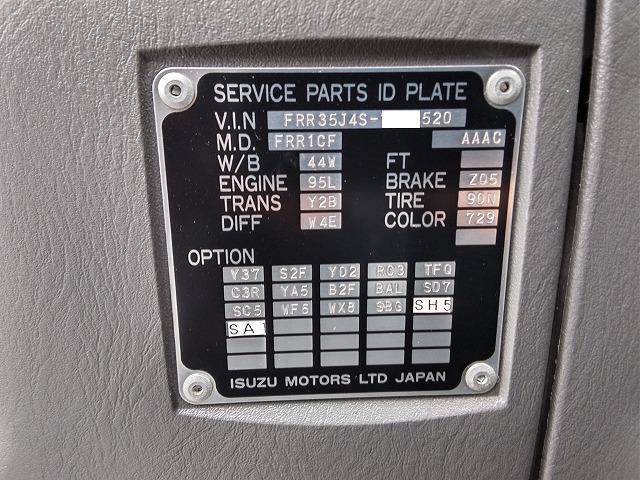 SERVICE PARTS ID PLATE
V.I.N FRR35J4S- 520
M.D. FRR1CF AAAC
W/B 44W FT
ENGINE 95L BRAKE Z05
TRANS Y2B TIRE 90N
DIFF W4E COLOR 729
OPTION
Y37 S2F Y02 RC3 TFQ
C3R YA5 B2F BAL SD7
SC5 WF6 WX8 SBG SH5
SA1
ISUZU MOTORS LTD JAPAN